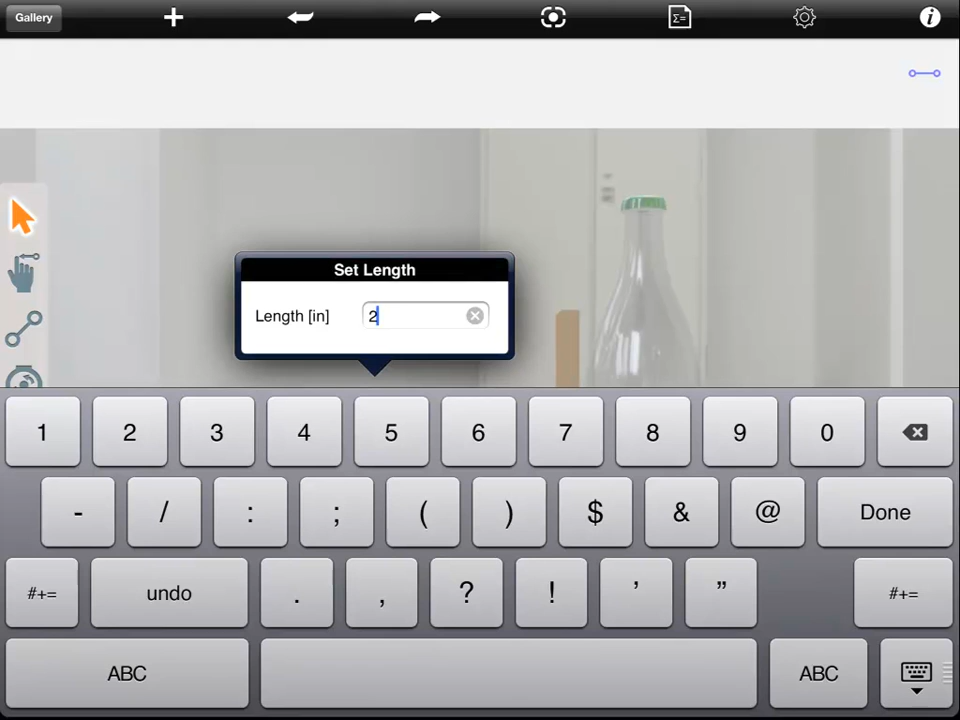 Gallery
Σ=
Set Length
Length [in] 2
1 2 3 4 5 6 7 8 9 0
- / : ; ( ) $ & @ Done
#+= undo . , ? ! ’ ” #+=
ABC ABC